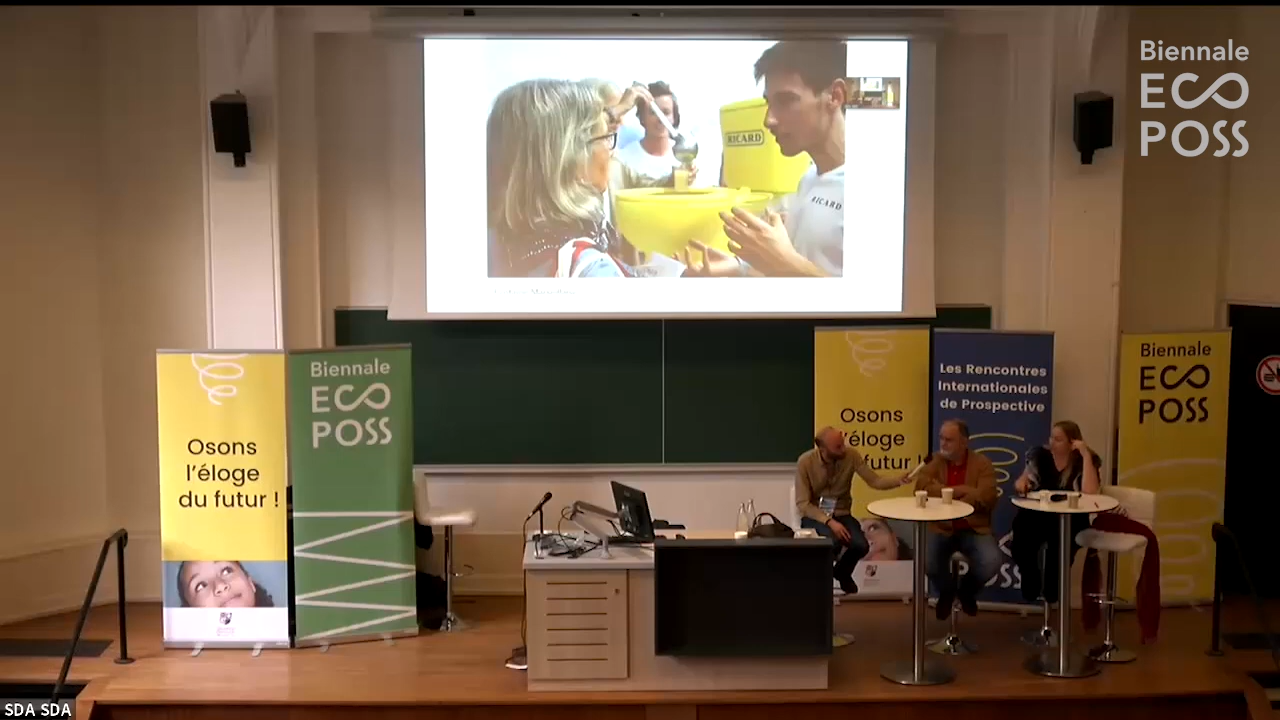 Biennale
ECO
POSS
RICARD
RICARD
Osons
l'éloge
du futur !
Biennale
ECO
POSS
Osons
l'éloge
futur !
Les Rencontres
Internationales
de Prospective
POSS
Biennale
ECO
POSS
SDA SDA